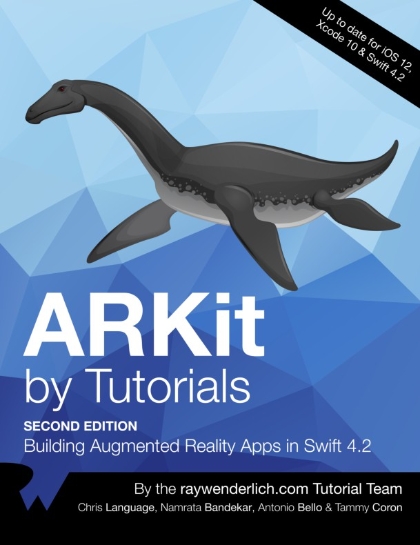 Up to date for iOS 12,
Xcode 10 & Swift 4.2
ARKit
by Tutorials
SECOND EDITION
Building Augmented Reality Apps in Swift 4.2
By the raywenderlich.com Tutorial Team
Chris Language, Namrata Bandekar, Antonio Bello & Tammy Coron